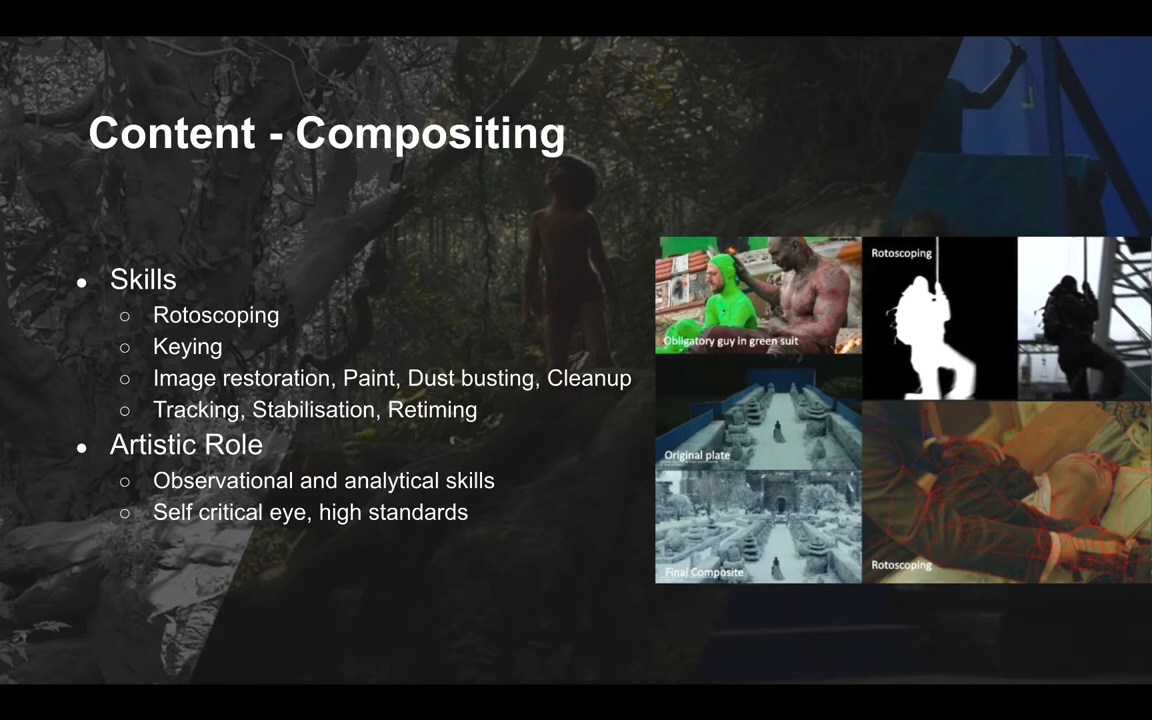 Content - Compositing
● Skills
○ Rotoscoping
○ Keying
○ Image restoration, Paint, Dust busting, Cleanup
○ Tracking, Stabilisation, Retiming
● Artistic Role
○ Observational and analytical skills
○ Self critical eye, high standards
Obligatory guy in green suit
Rotoscoping
Original plate
Final Composite
Rotoscoping